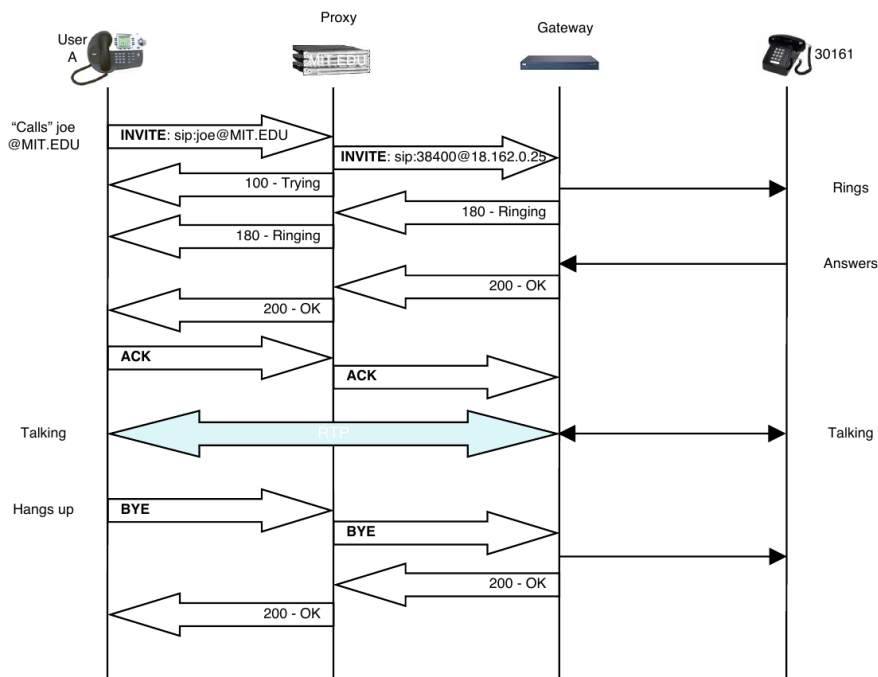 Proxy
Gateway
User
A
MIT.EDU
30161
"Calls" joe
@MIT.EDU
INVITE: sip:joe@MIT.EDU
INVITE: sip:38400@18.162.0.25
100 - Trying
Rings
180 - Ringing
180 - Ringing
Answers
200 - OK
200 - OK
ACK
ACK
Talking
RTP
Talking
Hangs up
BYE
BYE
200 - OK
200 - OK